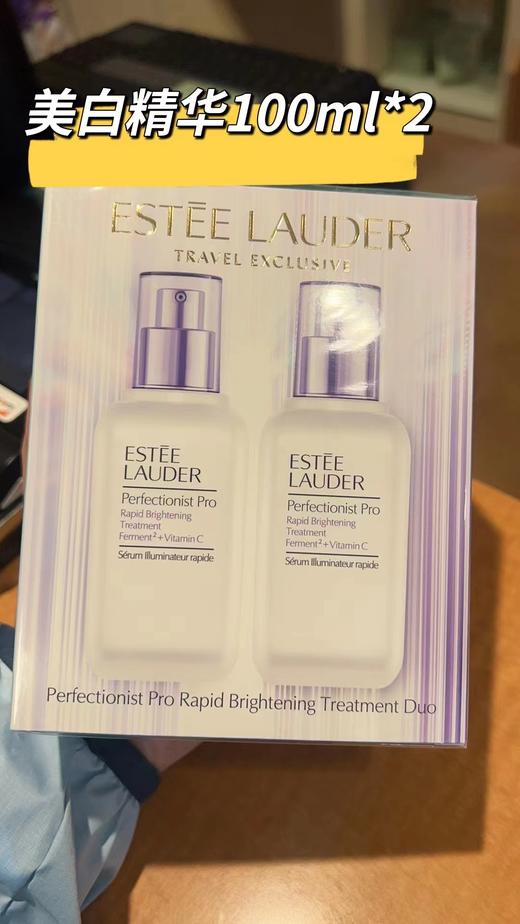 美白精华100ml*2
ESTĒE LAUDER
TRAVEL EXCLUSIVE
ESTĒE
LAUDER
Perfectionist Pro
Rapid Brightening
Treatment
Ferment²+Vitamin C
Sérum Illuminateur rapide
ESTĒE
LAUDER
Perfectionist Pro
Rapid Brightening
Treatment
Ferment²+Vitamin C
Sérum Illuminateur rapide
Perfectionist Pro Rapid Brightening Treatment Duo